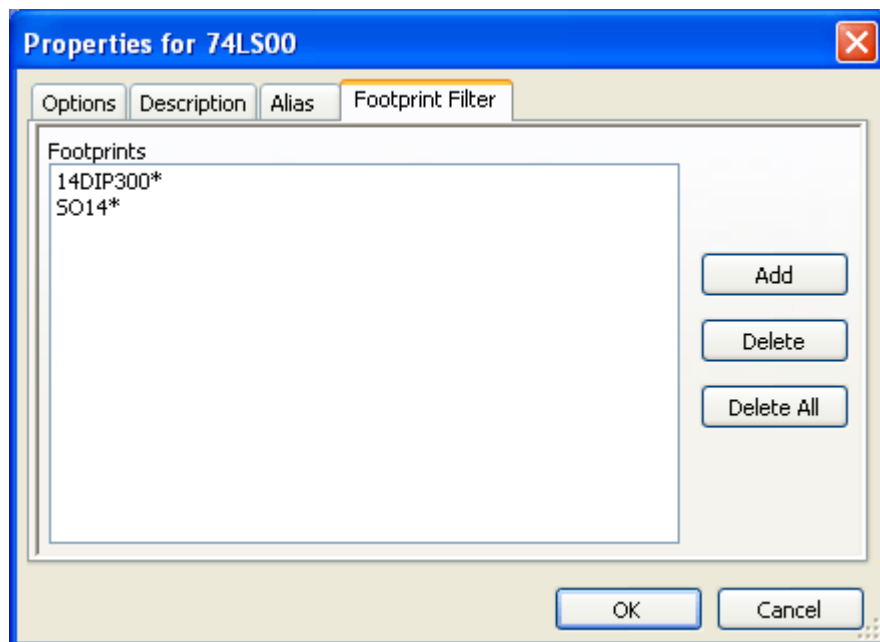 Properties for 74LS00
Options Description Alias Footprint Filter
Footprints
14DIP300*
SO14*
Add
Delete
Delete All
OK Cancel